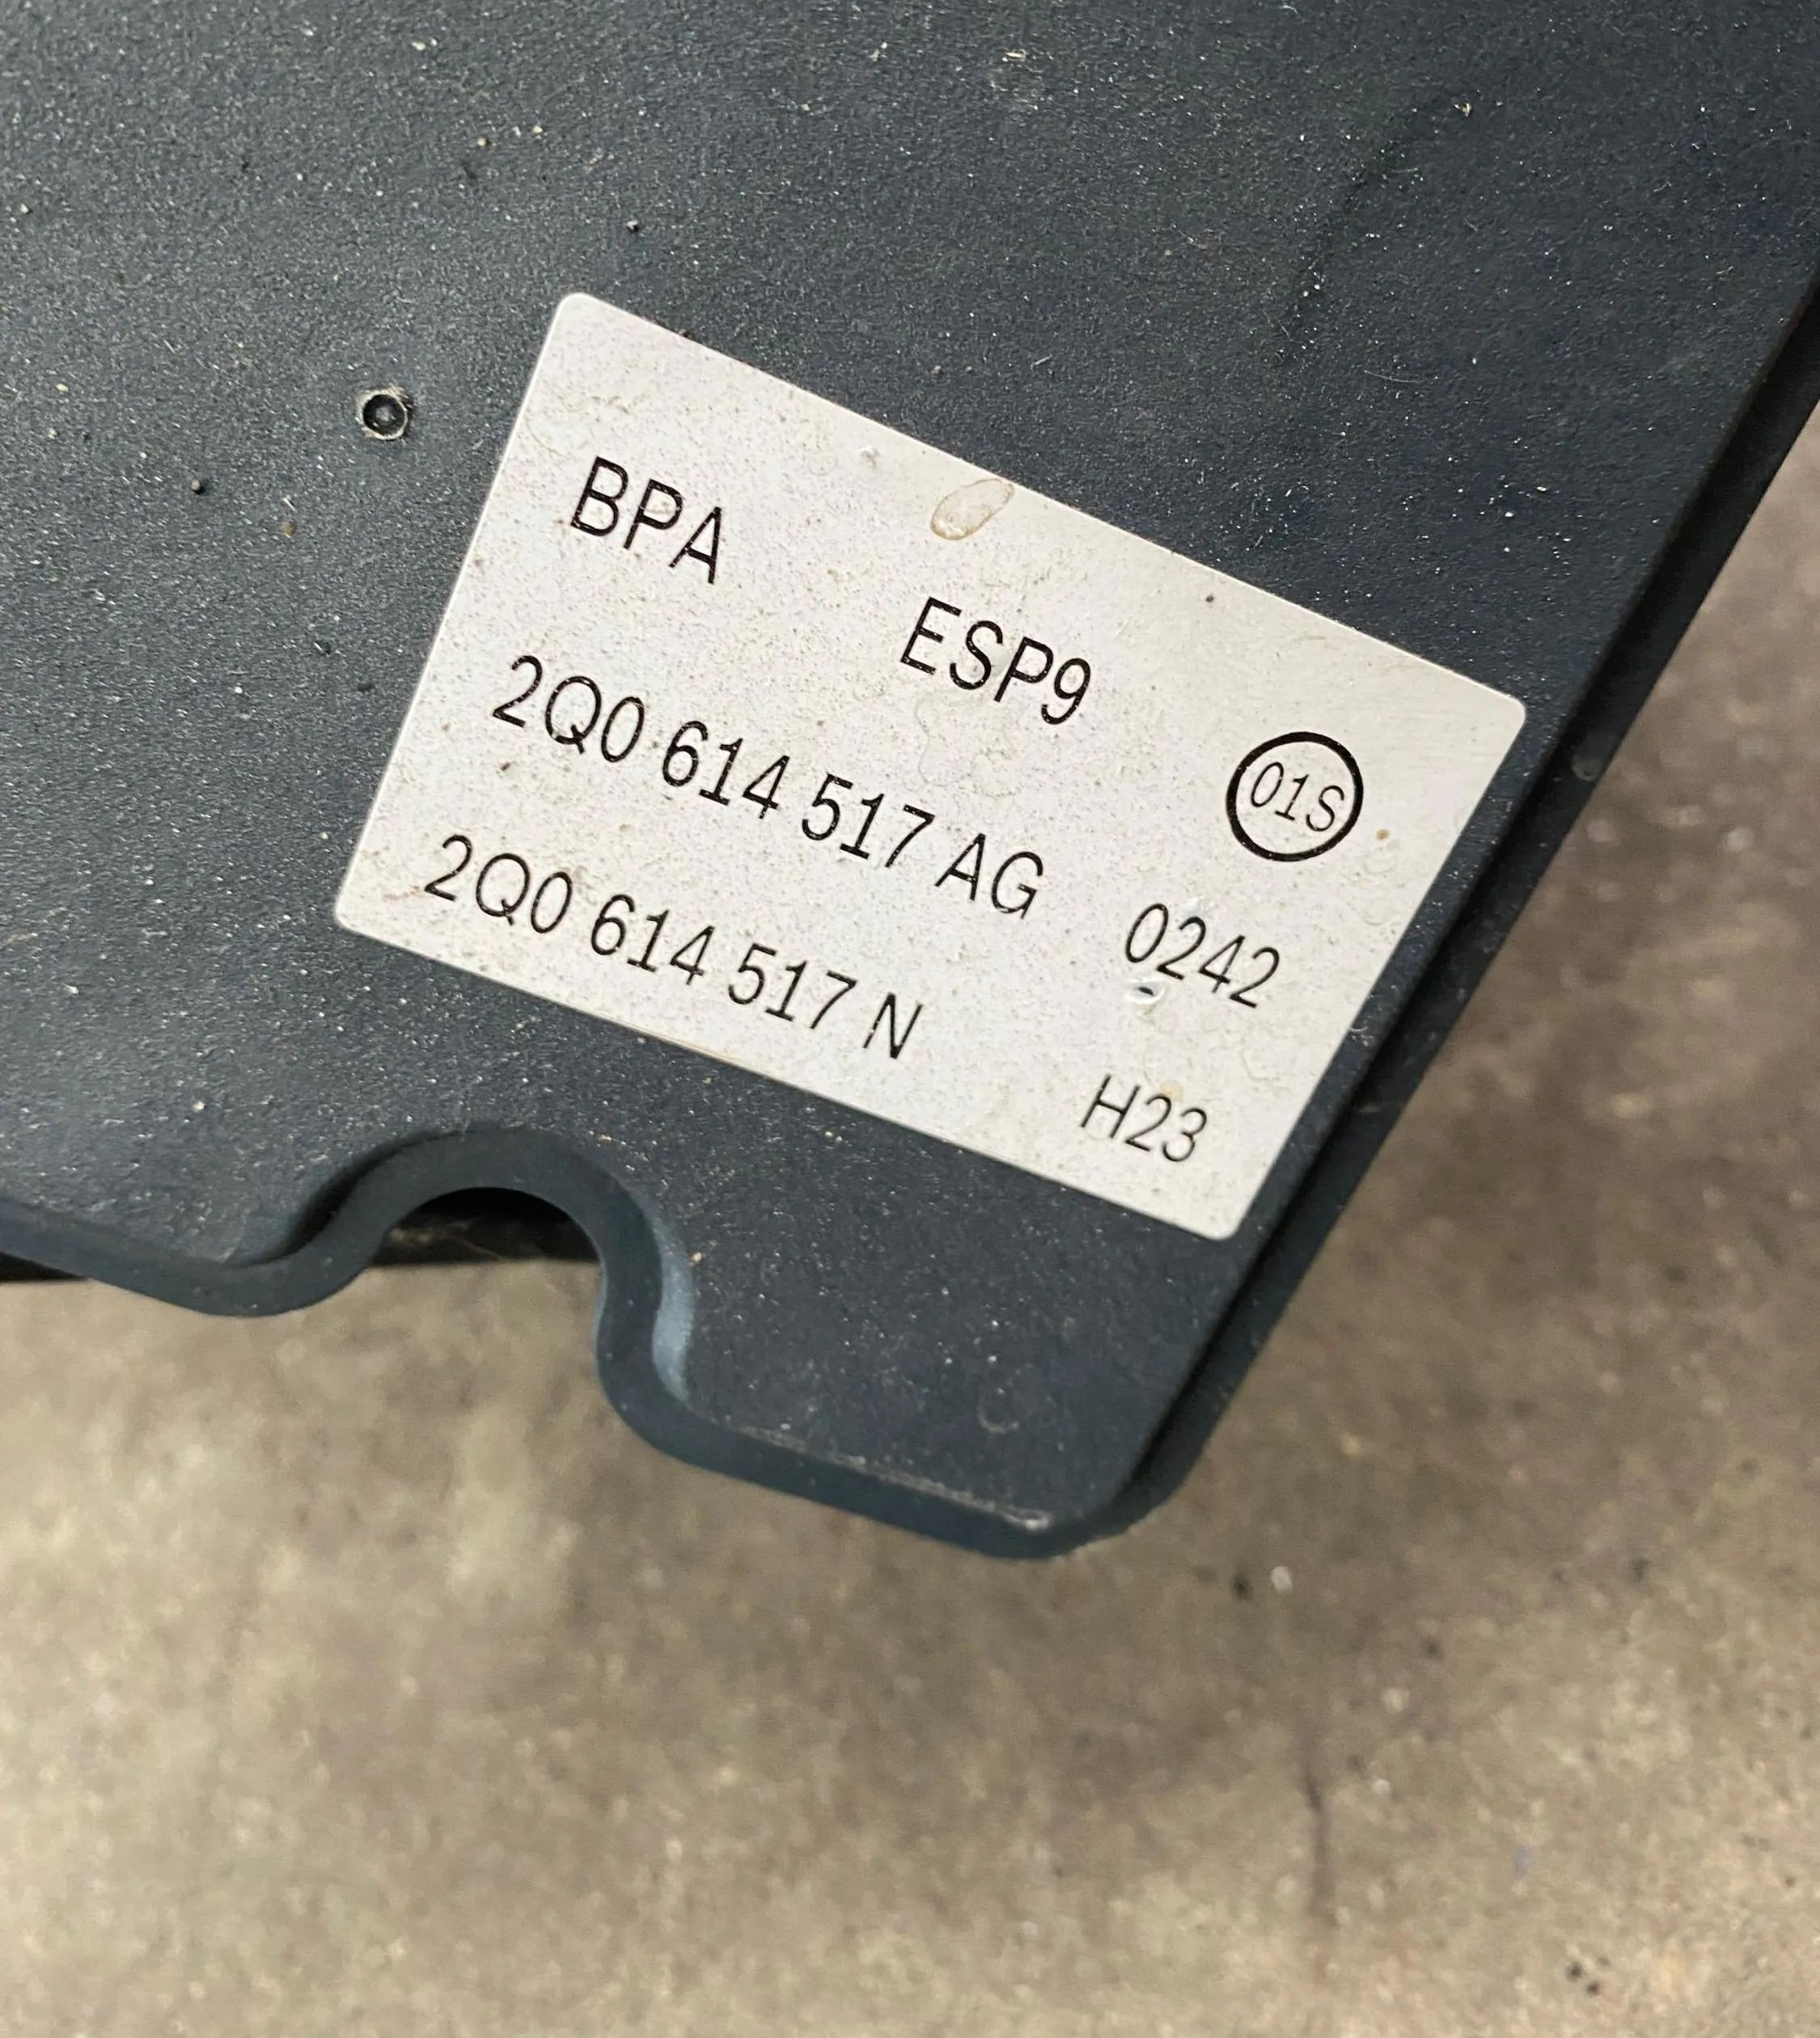 BPA ESP9 01S
2Q0 614 517 AG 0242
2Q0 614 517 N H23